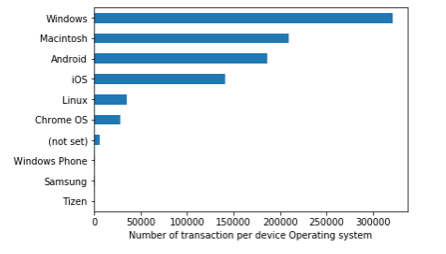 Windows
Macintosh
Android
iOS
Linux
Chrome OS
(not set)
Windows Phone
Samsung
Tizen
0 50000 100000 150000 200000 250000 300000
Number of transaction per device Operating system